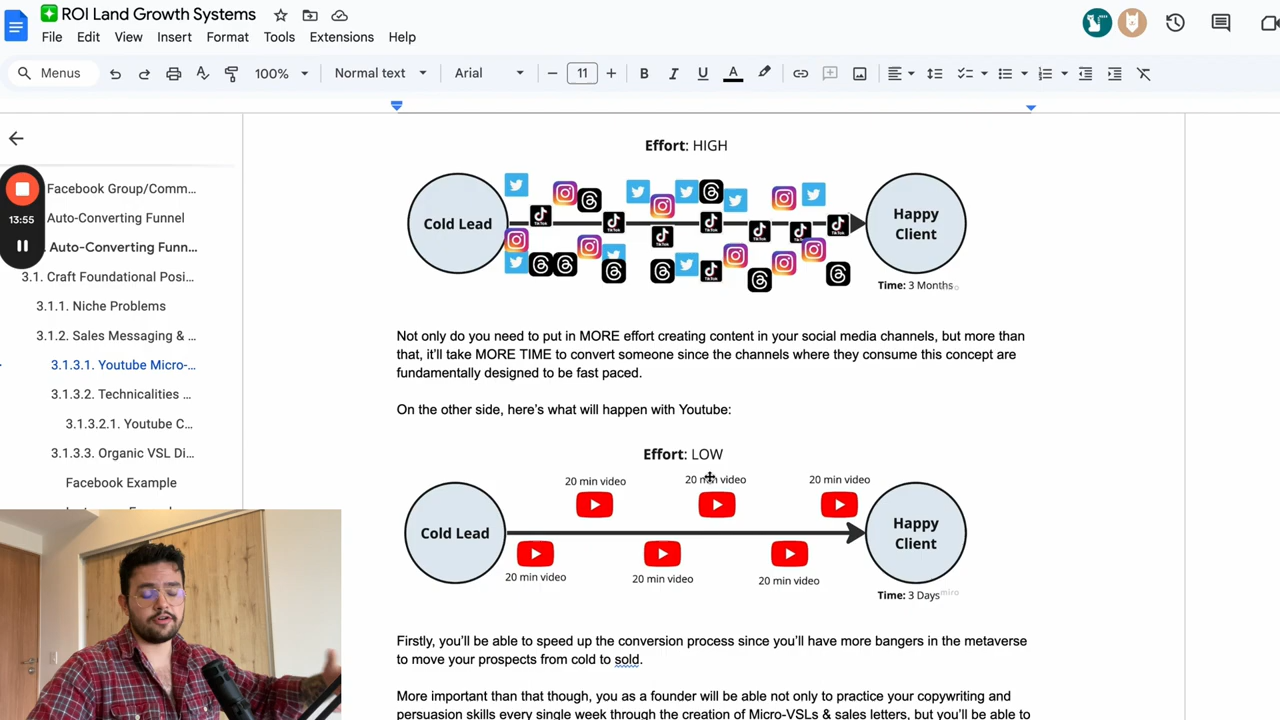 ROI Land Growth Systems
File Edit View Insert Format Tools Extensions Help
Menus 100% Normal text Arial 11 B I U A
Effort: HIGH
Cold Lead
Happy
Client
Time: 3 Months
Facebook Group/Comm...
Auto-Converting Funnel
Auto-Converting Funn...
3.1. Craft Foundational Posi...
3.1.1. Niche Problems
3.1.2. Sales Messaging & ...
3.1.3.1. Youtube Micro-...
3.1.3.2. Technicalities ...
3.1.3.2.1. Youtube C...
3.1.3.3. Organic VSL Di...
Facebook Example
13:55
Not only do you need to put in MORE effort creating content in your social media channels, but more than
that, it'll take MORE TIME to convert someone since the channels where they consume this concept are
fundamentally designed to be fast paced.
On the other side, here's what will happen with Youtube:
Effort: LOW
20 min video 20 min video 20 min video
Cold Lead
Happy
Client
20 min video 20 min video 20 min video
Time: 3 Days
miro
Firstly, you'll be able to speed up the conversion process since you'll have more bangers in the metaverse
to move your prospects from cold to sold.
More important than that though, you as a founder will be able not only to practice your copywriting and
persuasion skills every single week through the creation of Micro-VSLs & sales letters, but you'll be able to